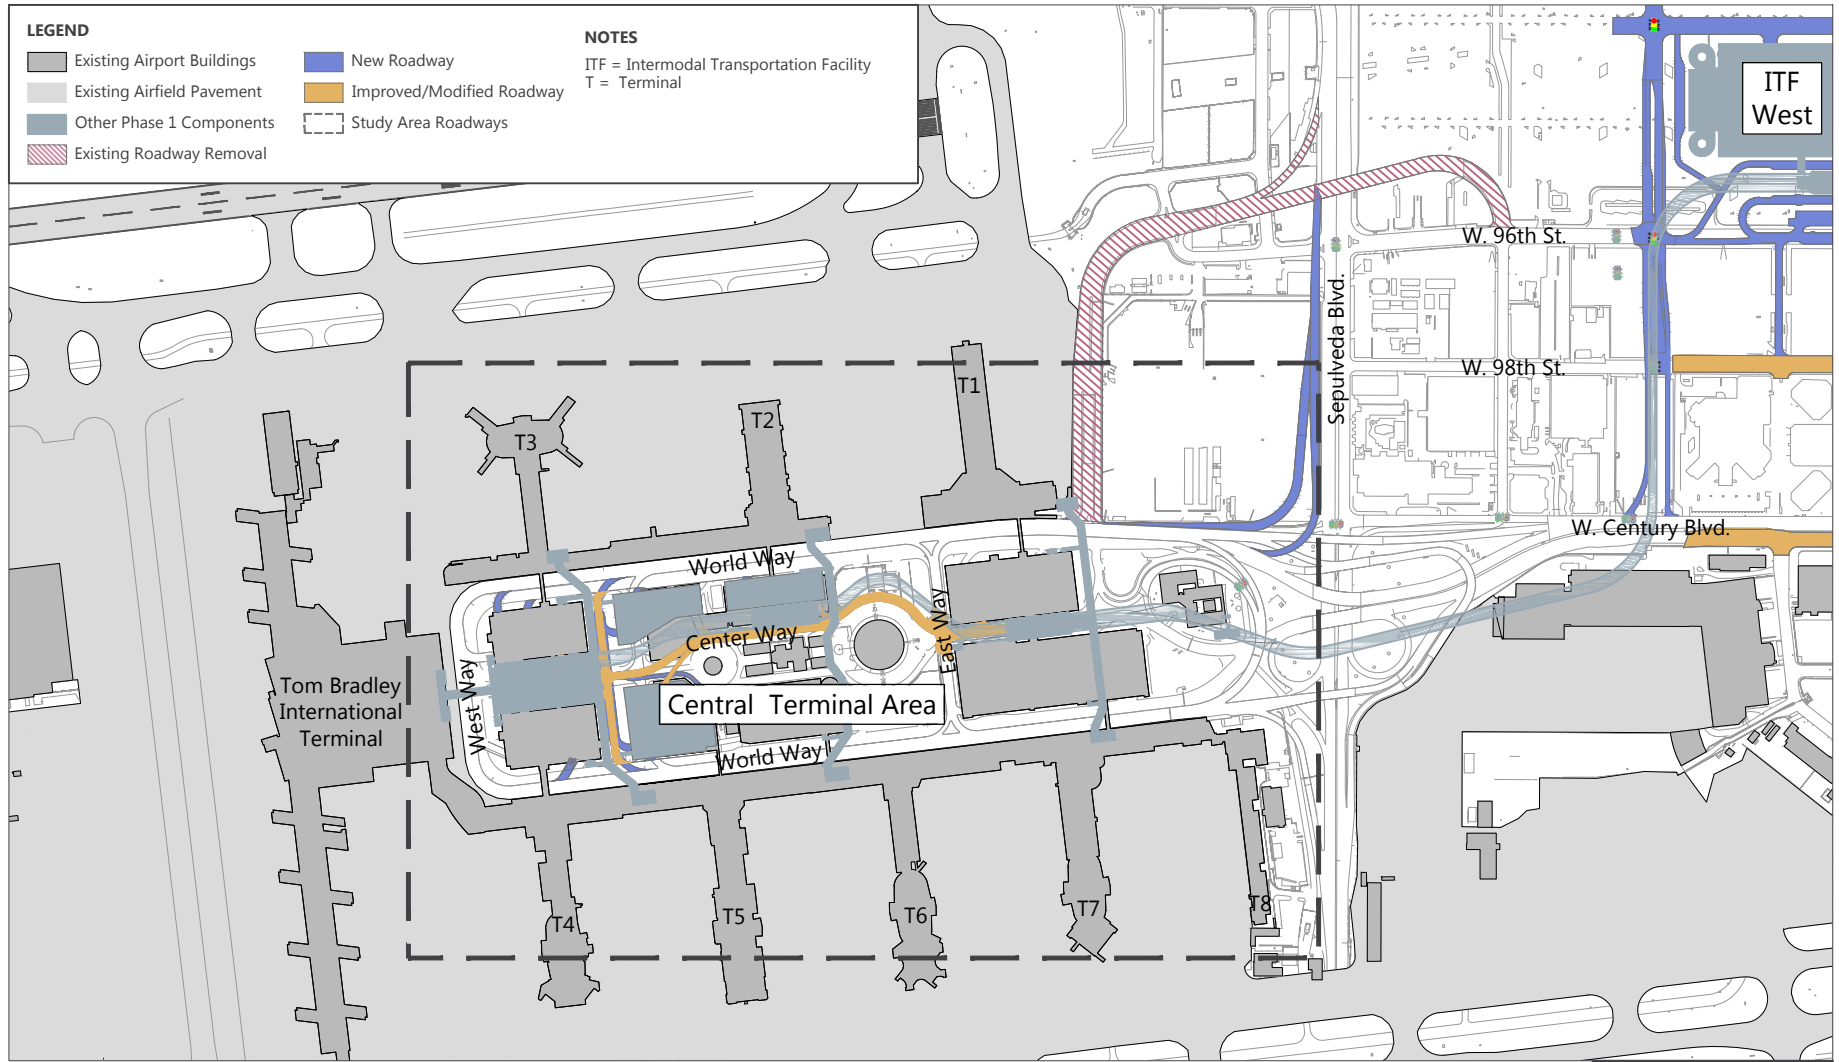 LEGEND
Existing Airport Buildings
Existing Airfield Pavement
Other Phase 1 Components
Existing Roadway Removal
New Roadway
Improved/Modified Roadway
Study Area Roadways
NOTES
ITF = Intermodal Transportation Facility
T = Terminal
ITF
West
W. 96th St.
Sepulveda Blvd.
W. 98th St.
T1
T2
T3
W. Century Blvd.
World Way
Center Way
East Way
West Way
Tom Bradley
International
Terminal
Central Terminal Area
World Way
T4
T5
T6
T7
T8